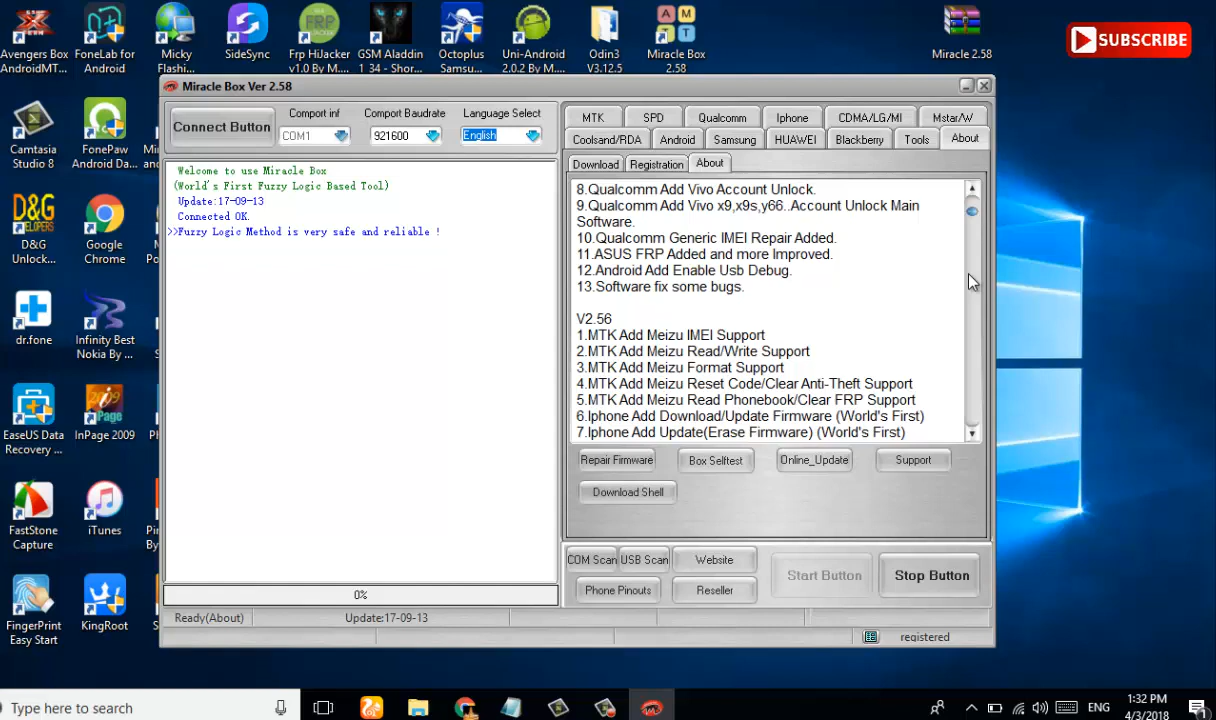 Avengers Box
AndroidMT...
FoneLab for
Android
Micky
Flashi...
SideSync
Frp HiJacker
v1.0 By M...
GSM Aladdin
1 34 - Shor...
Octoplus
Samsu...
Uni-Android
2.0.2 By M...
Odin3
V3.12.5
Miracle Box
2.58
Miracle 2.58
SUBSCRIBE
Camtasia
Studio 8
FonePaw
Android Da...
D&G
Unlock...
Google
Chrome
dr.fone
Infinity Best
Nokia By ...
EaseUS Data
Recovery ...
InPage 2009
FastStone
Capture
iTunes
FingerPrint
Easy Start
KingRoot
Miracle Box Ver 2.58
Connect Button
Comport inf
Comport Baudrate
Language Select
COM1
921600
English
Welcome to use Miracle Box
(World's First Fuzzy Logic Based Tool)
Update:17-09-13
Connected OK.
>>Fuzzy Logic Method is very safe and reliable !
0%
Ready(About)
Update:17-09-13
MTK
SPD
Qualcomm
Iphone
CDMA/LG/MI
Mstar/W
Coolsand/RDA
Android
Samsung
HUAWEI
Blackberry
Tools
About
Download
Registration
About
8.Qualcomm Add Vivo Account Unlock.
9.Qualcomm Add Vivo x9,x9s,y66..Account Unlock Main
Software.
10.Qualcomm Generic IMEI Repair Added.
11.ASUS FRP Added and more Improved.
12.Android Add Enable Usb Debug.
13.Software fix some bugs.
V2.56
1.MTK Add Meizu IMEI Support
2.MTK Add Meizu Read/Write Support
3.MTK Add Meizu Format Support
4.MTK Add Meizu Reset Code/Clear Anti-Theft Support
5.MTK Add Meizu Read Phonebook/Clear FRP Support
6.Iphone Add Download/Update Firmware (World's First)
7.Iphone Add Update(Erase Firmware) (World's First)
Repair Firmware
Box Selftest
Online_Update
Support
Download Shell
COM Scan
USB Scan
Website
Phone Pinouts
Reseller
Start Button
Stop Button
registered
Type here to search
ENG
1:32 PM
4/3/2018